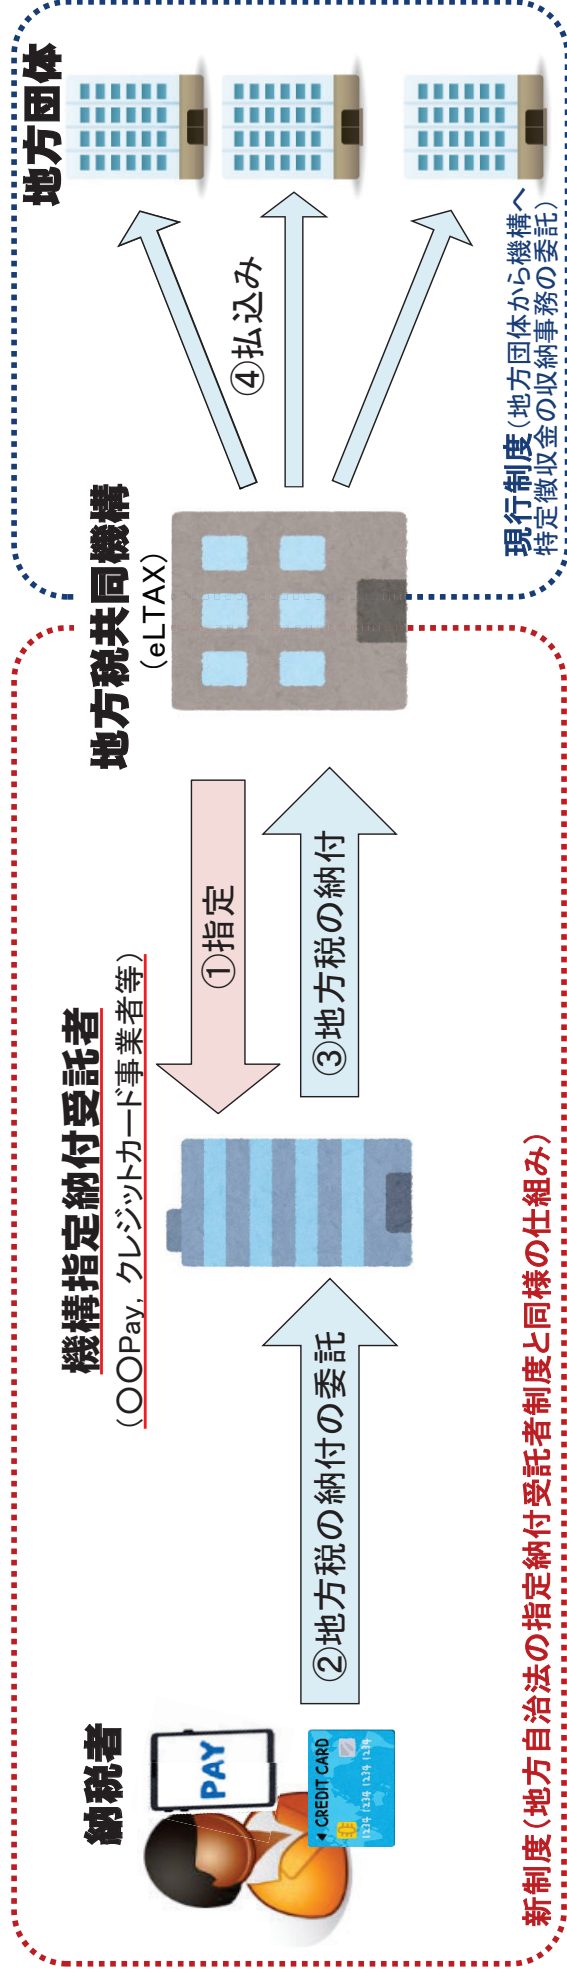 納税者
PAY
CREDIT CARD
1234 1234 1234 1234
②地方税の納付の委託
機構指定納付受託者
(〇〇Pay, クレジットカード事業者等)
①指定
③地方税の納付
地方税共同機構
(eLTAX)
④払込み
地方団体
新制度(地方自治法の指定納付受託者制度と同様の仕組み)
現行制度(地方団体から機構へ
特定徴収金の収納事務の委託)